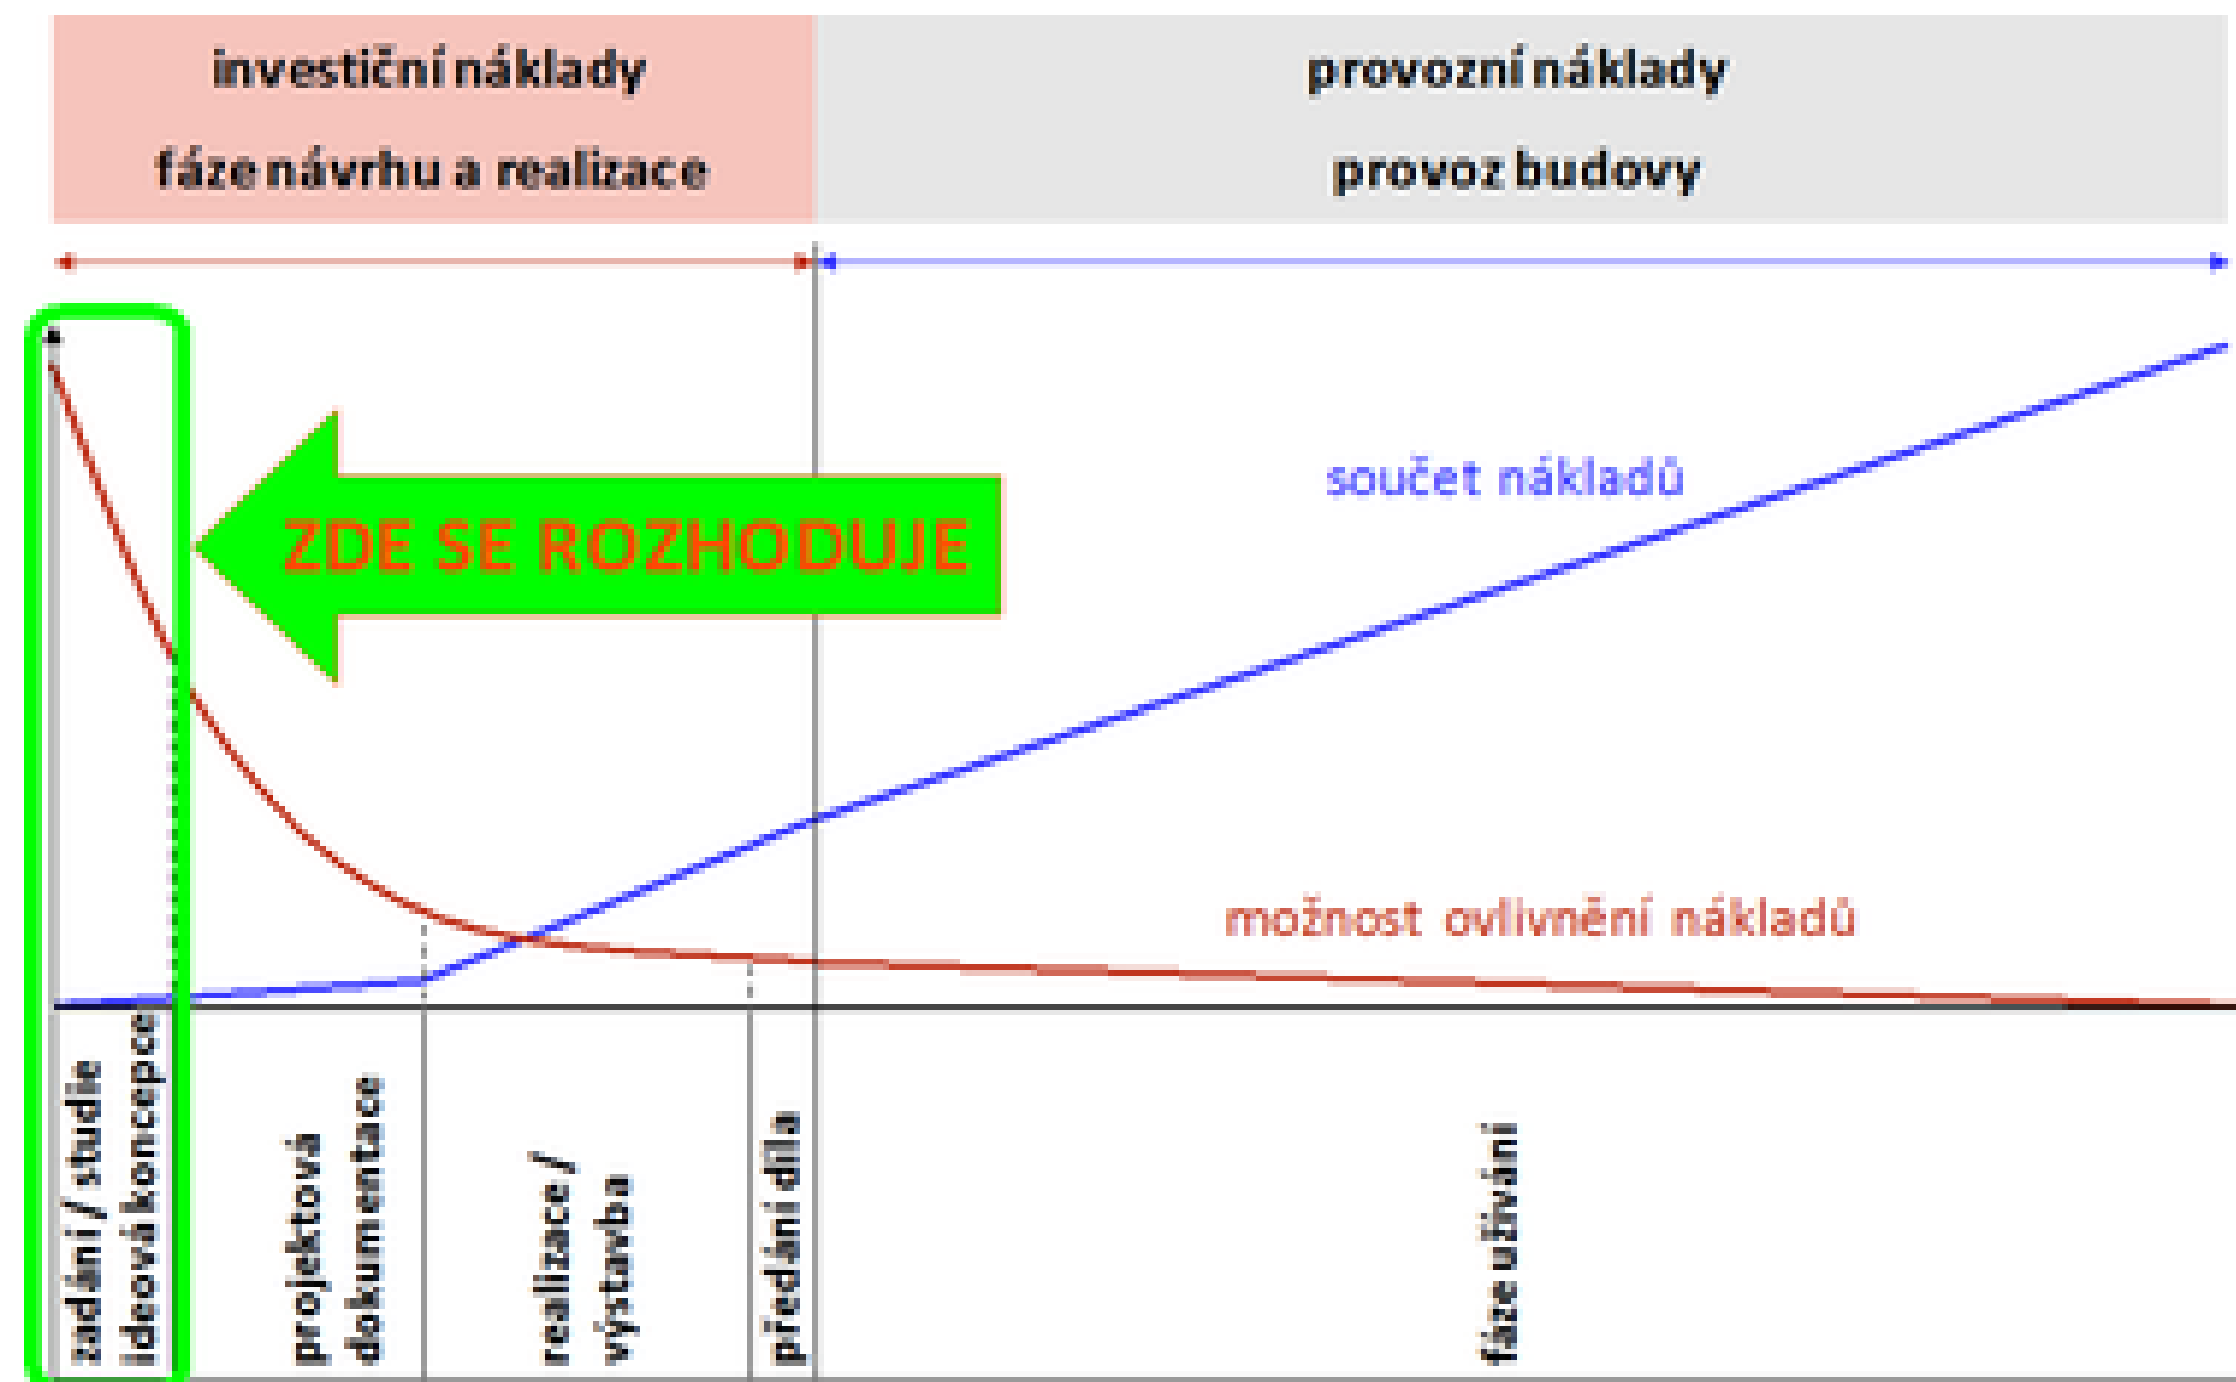 investiční náklady
fáze návrhu a realizace
provozní náklady
provoz budovy
součet nákladů
ZDE SE ROZHODUJE
možnost ovlivnění nákladů
zadání / studie
ideová koncepce
projektová
dokumentace
realizace /
výstavba
předání díla
fáze užívání